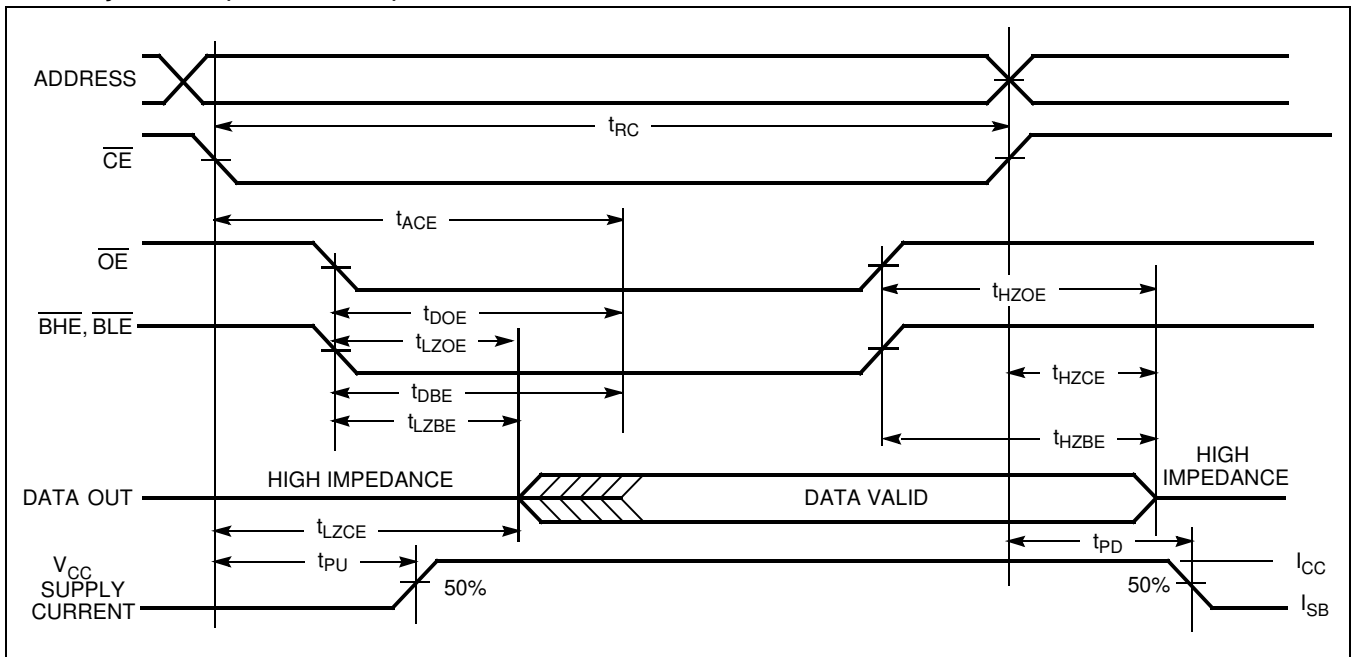 ADDRESS
tRC
CE
tACE
OE
tHZOE
tDOE
BHE, BLE
tLZOE
tHZCE
tDBE
tLZBE
tHZBE
HIGH IMPEDANCE
HIGH
IMPEDANCE
DATA OUT
DATA VALID
tLZCE
tPD
VCC
SUPPLY
CURRENT
tPU
50%
50%
ICC
ISB